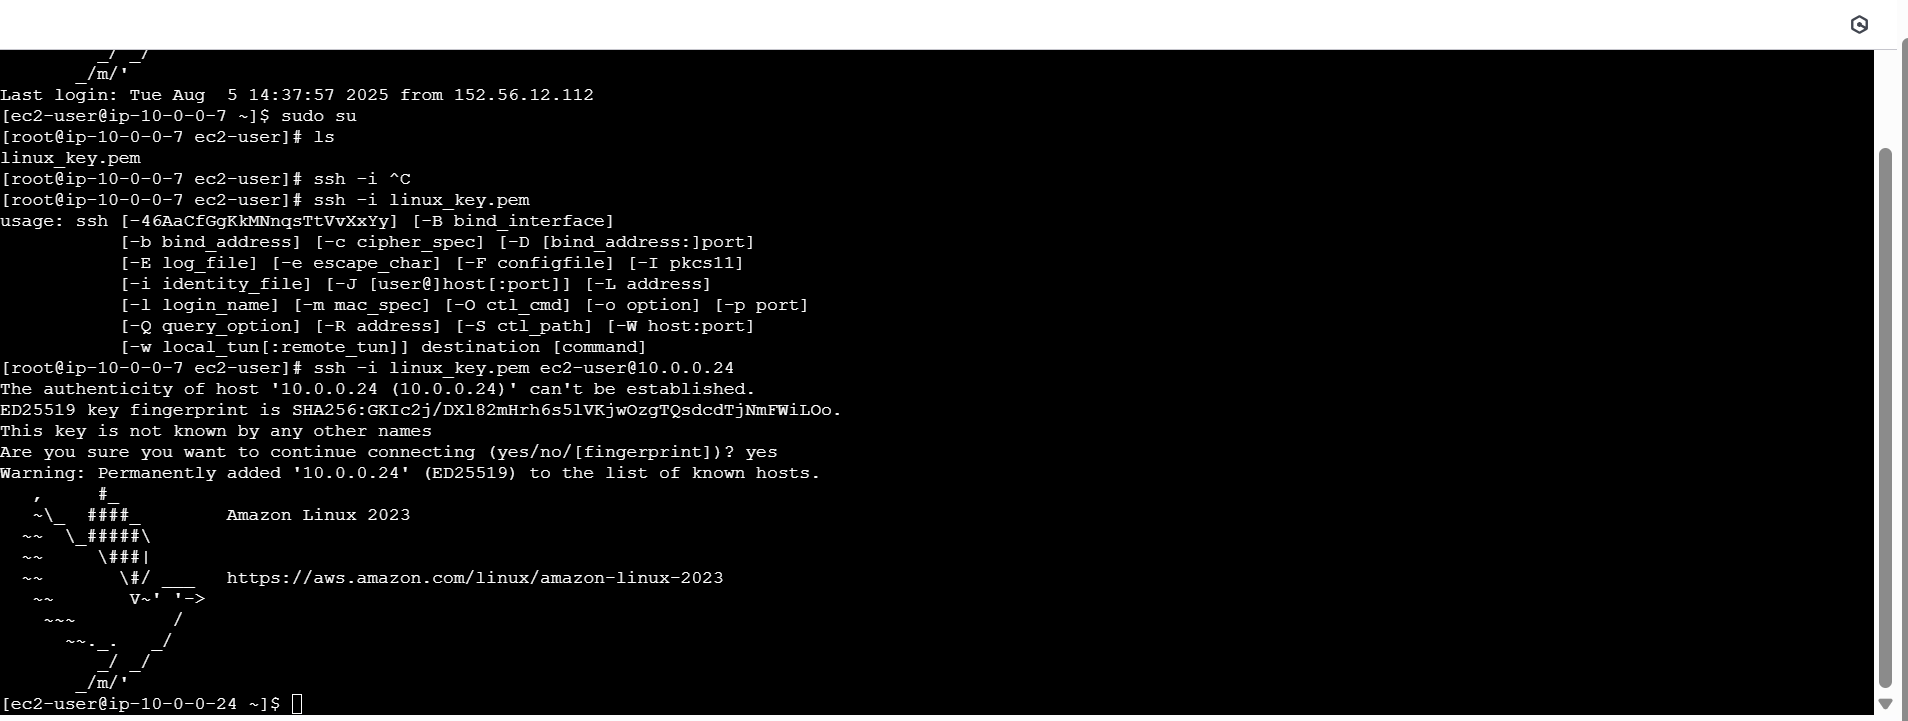 _/ _/
       _/m/'
Last login: Tue Aug  5 14:37:57 2025 from 152.56.12.112
[ec2-user@ip-10-0-0-7 ~]$ sudo su
[root@ip-10-0-0-7 ec2-user]# ls
linux_key.pem
[root@ip-10-0-0-7 ec2-user]# ssh -i ^C
[root@ip-10-0-0-7 ec2-user]# ssh -i linux_key.pem
usage: ssh [-46AaCfGgKkMNnqsTtVvXxYy] [-B bind_interface]
           [-b bind_address] [-c cipher_spec] [-D [bind_address:]port]
           [-E log_file] [-e escape_char] [-F configfile] [-I pkcs11]
           [-i identity_file] [-J [user@]host[:port]] [-L address]
           [-l login_name] [-m mac_spec] [-O ctl_cmd] [-o option] [-p port]
           [-Q query_option] [-R address] [-S ctl_path] [-W host:port]
           [-w local_tun[:remote_tun]] destination [command]
[root@ip-10-0-0-7 ec2-user]# ssh -i linux_key.pem ec2-user@10.0.0.24
The authenticity of host '10.0.0.24 (10.0.0.24)' can't be established.
ED25519 key fingerprint is SHA256:GKIc2j/DXl82mHrh6s5lVKjwOzgTQsdcdTjNmFWiLOo.
This key is not known by any other names
Are you sure you want to continue connecting (yes/no/[fingerprint])? yes
Warning: Permanently added '10.0.0.24' (ED25519) to the list of known hosts.
   ,     #_
   ~\_  ####_        Amazon Linux 2023
  ~~  \_#####\
  ~~     \###|
  ~~       \#/ ___   https://aws.amazon.com/linux/amazon-linux-2023
   ~~       V~' '->
    ~~~         /
      ~~._.   _/
         _/ _/
       _/m/'
[ec2-user@ip-10-0-0-24 ~]$